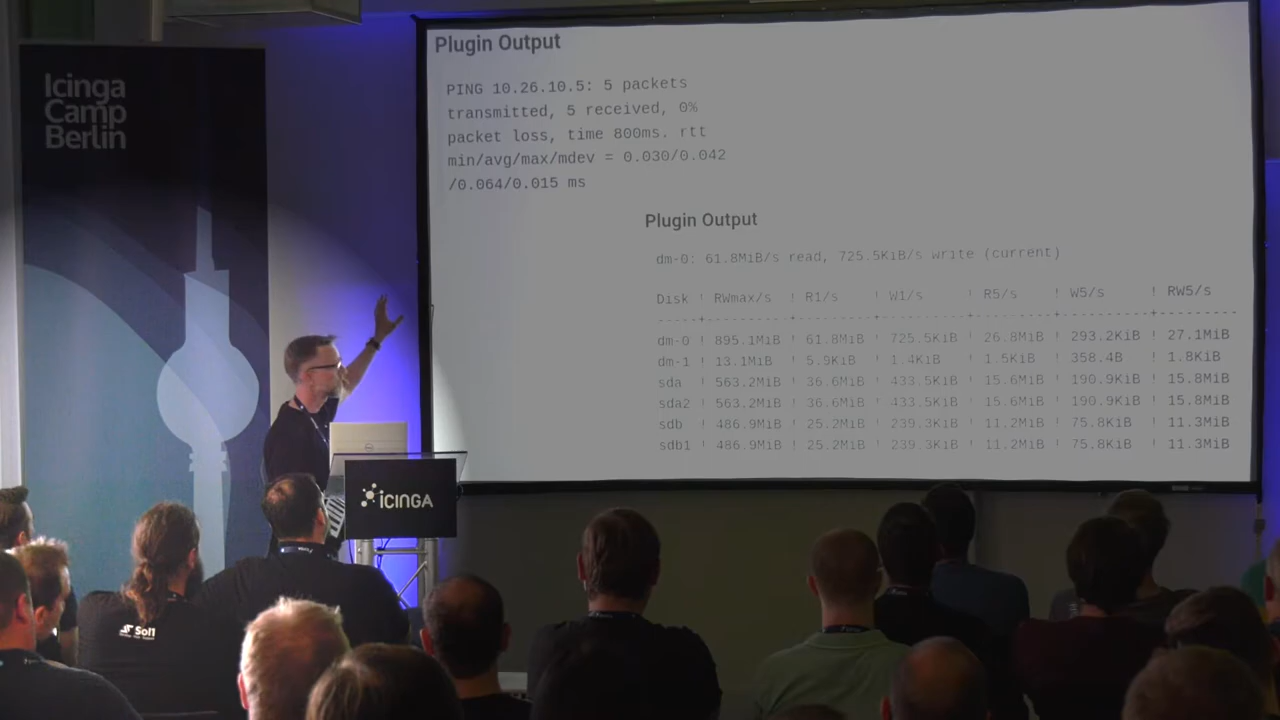 Icinga
Camp
Berlin
Plugin Output
PING 10.26.10.5: 5 packets
transmitted, 5 received, 0%
packet loss, time 800ms. rtt
min/avg/max/mdev = 0.030/0.042
/0.064/0.015 ms
Plugin Output
dm-0: 61.8MiB/s read, 725.5KiB/s write (current)
Disk ! RWmax/s ! R1/s ! W1/s ! R5/s ! W5/s ! RW5/s
-----+----------+---------+----------+---------+----------+---------
dm-0 ! 895.1MiB ! 61.8MiB ! 725.5KiB ! 26.8MiB ! 293.2KiB ! 27.1MiB
dm-1 ! 13.1MiB ! 5.9KiB ! 1.4KiB ! 1.5KiB ! 358.4B ! 1.8KiB
sda ! 563.2MiB ! 36.6MiB ! 433.5KiB ! 15.6MiB ! 190.9KiB ! 15.8MiB
sda2 ! 563.2MiB ! 36.6MiB ! 433.5KiB ! 15.6MiB ! 190.9KiB ! 15.8MiB
sdb ! 486.9MiB ! 25.2MiB ! 239.3KiB ! 11.2MiB ! 75.8KiB ! 11.3MiB
sdb1 ! 486.9MiB ! 25.2MiB ! 239.3KiB ! 11.2MiB ! 75.8KiB ! 11.3MiB
ICINGA
Sol1